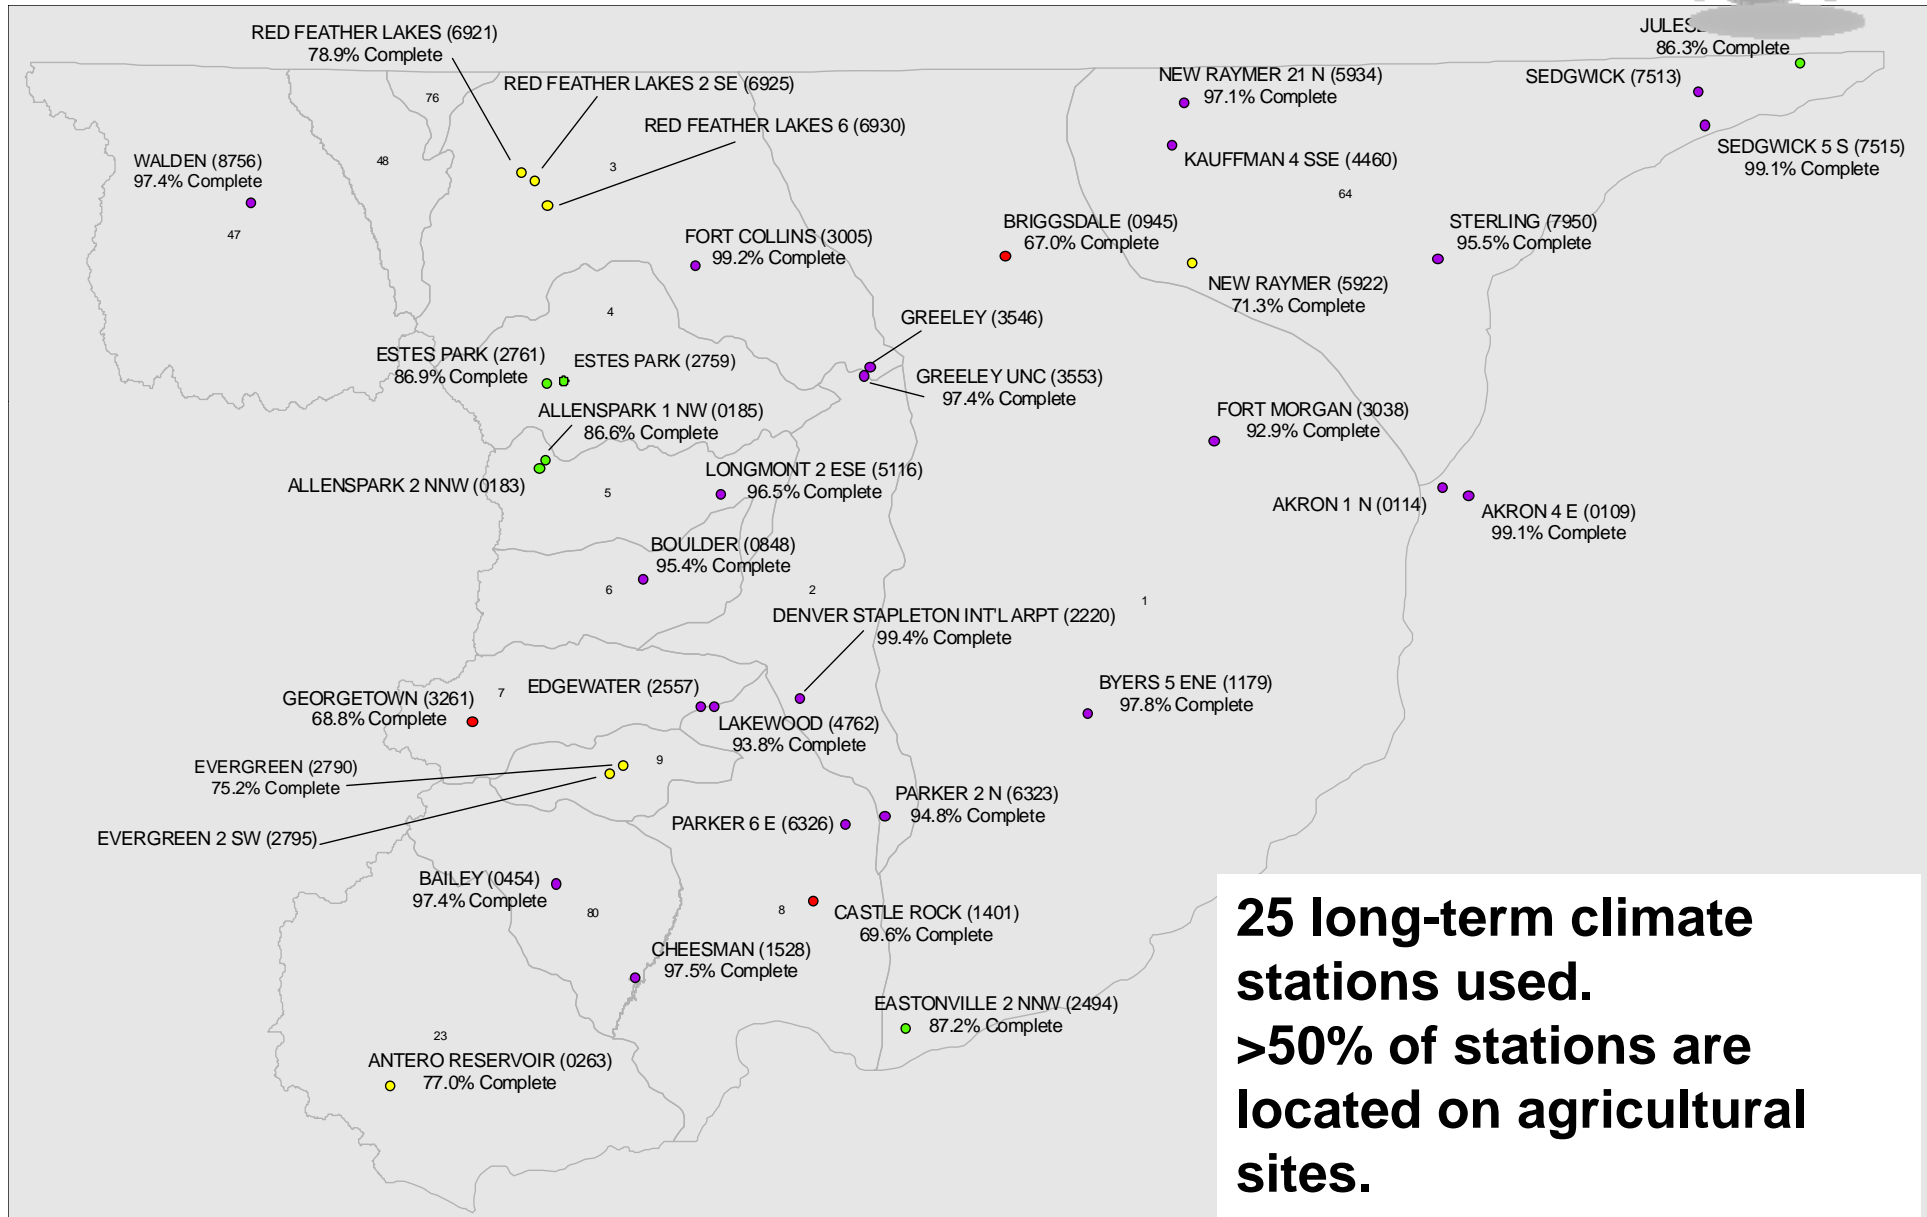 RED FEATHER LAKES (6921)
78.9% Complete
RED FEATHER LAKES 2 SE (6925)
RED FEATHER LAKES 6 (6930)
NEW RAYMER 21 N (5934)
97.1% Complete
86.3% Complete
SEDGWICK (7513)
SEDGWICK 5 S (7515)
99.1% Complete
KAUFFMAN 4 SSE (4460)
76
48
3
64
WALDEN (8756)
97.4% Complete
47
FORT COLLINS (3005)
99.2% Complete
BRIGGSDALE (0945)
67.0% Complete
STERLING (7950)
95.5% Complete
NEW RAYMER (5922)
71.3% Complete
4
GREELEY (3546)
ESTES PARK (2761)
86.9% Complete
ESTES PARK (2759)
GREELEY UNC (3553)
97.4% Complete
ALLENSPARK 1 NW (0185)
86.6% Complete
FORT MORGAN (3038)
92.9% Complete
ALLENSPARK 2 NNW (0183)
5
LONGMONT 2 ESE (5116)
96.5% Complete
AKRON 1 N (0114)
AKRON 4 E (0109)
99.1% Complete
BOULDER (0848)
95.4% Complete
6
2
1
DENVER STAPLETON INT'L ARPT (2220)
99.4% Complete
GEORGETOWN (3261)
68.8% Complete
7
EDGEWATER (2557)
LAKEWOOD (4762)
93.8% Complete
BYERS 5 ENE (1179)
97.8% Complete
EVERGREEN (2790)
75.2% Complete
9
EVERGREEN 2 SW (2795)
PARKER 2 N (6323)
94.8% Complete
PARKER 6 E (6326)
BAILEY (0454)
97.4% Complete
80
8
CASTLE ROCK (1401)
69.6% Complete
CHEESMAN (1528)
97.5% Complete
EASTONVILLE 2 NNW (2494)
87.2% Complete
23
ANTERO RESERVOIR (0263)
77.0% Complete
25 long-term climate
stations used.
>50% of stations are
located on agricultural
sites.